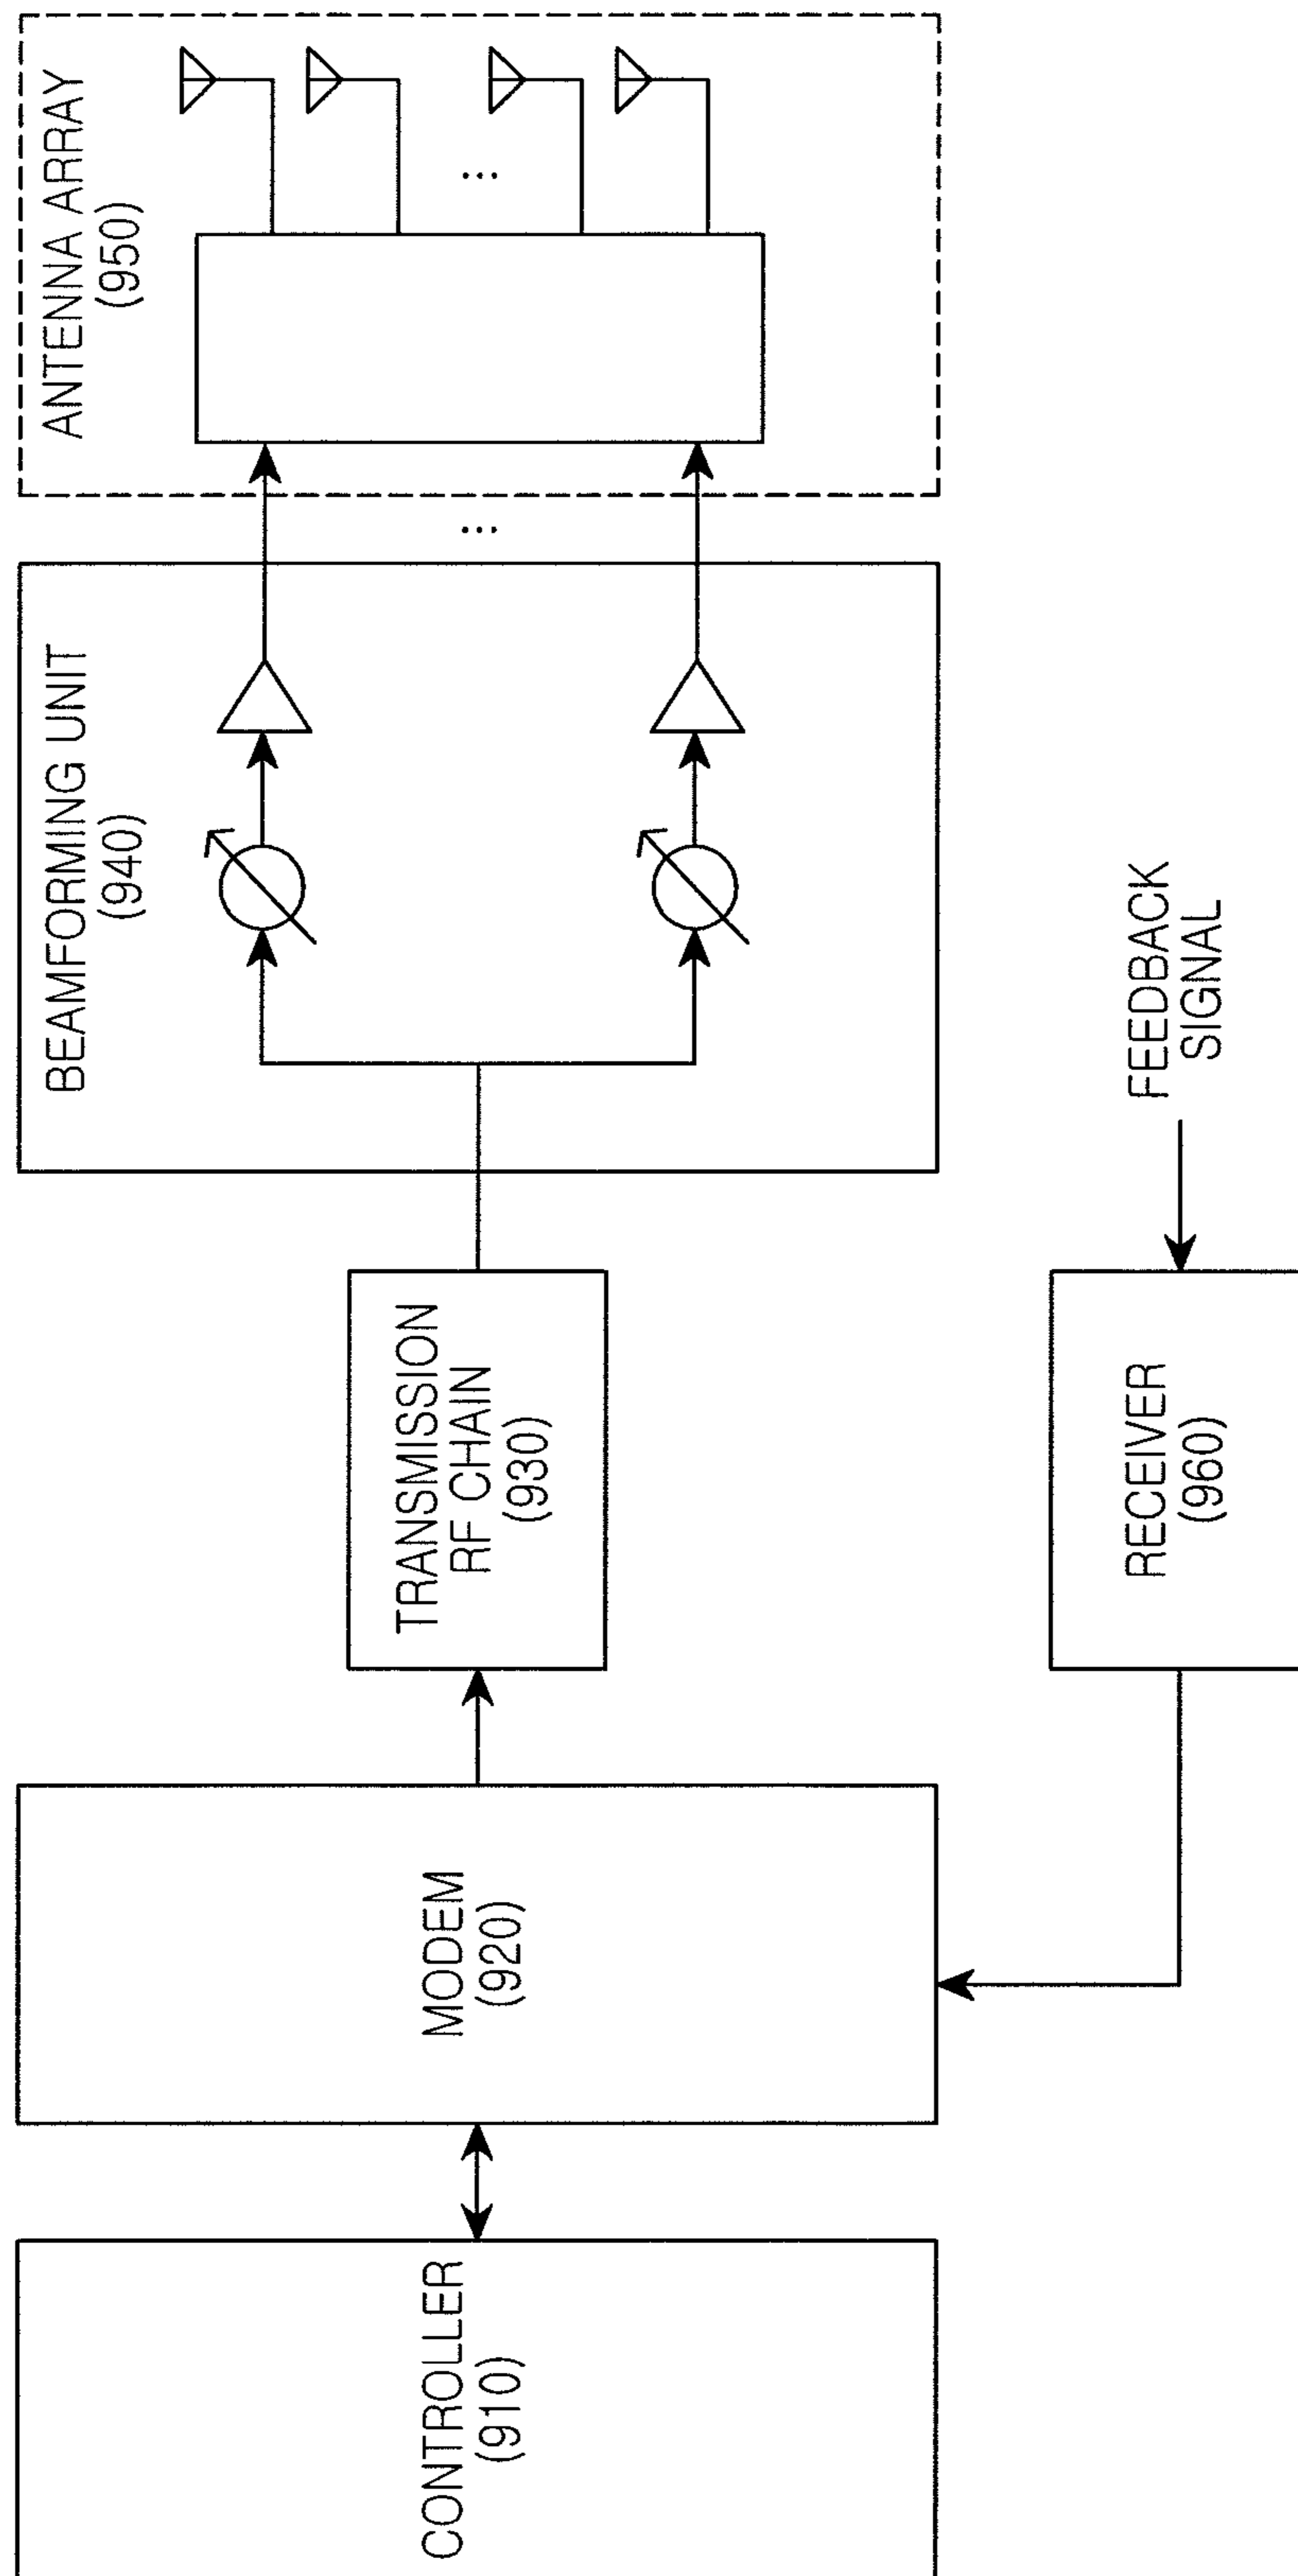 CONTROLLER
(910)
MODEM
(920)
TRANSMISSION
RF CHAIN
(930)
BEAMFORMING UNIT
(940)
...
ANTENNA ARRAY
(950)
...
RECEIVER
(960)
FEEDBACK
SIGNAL